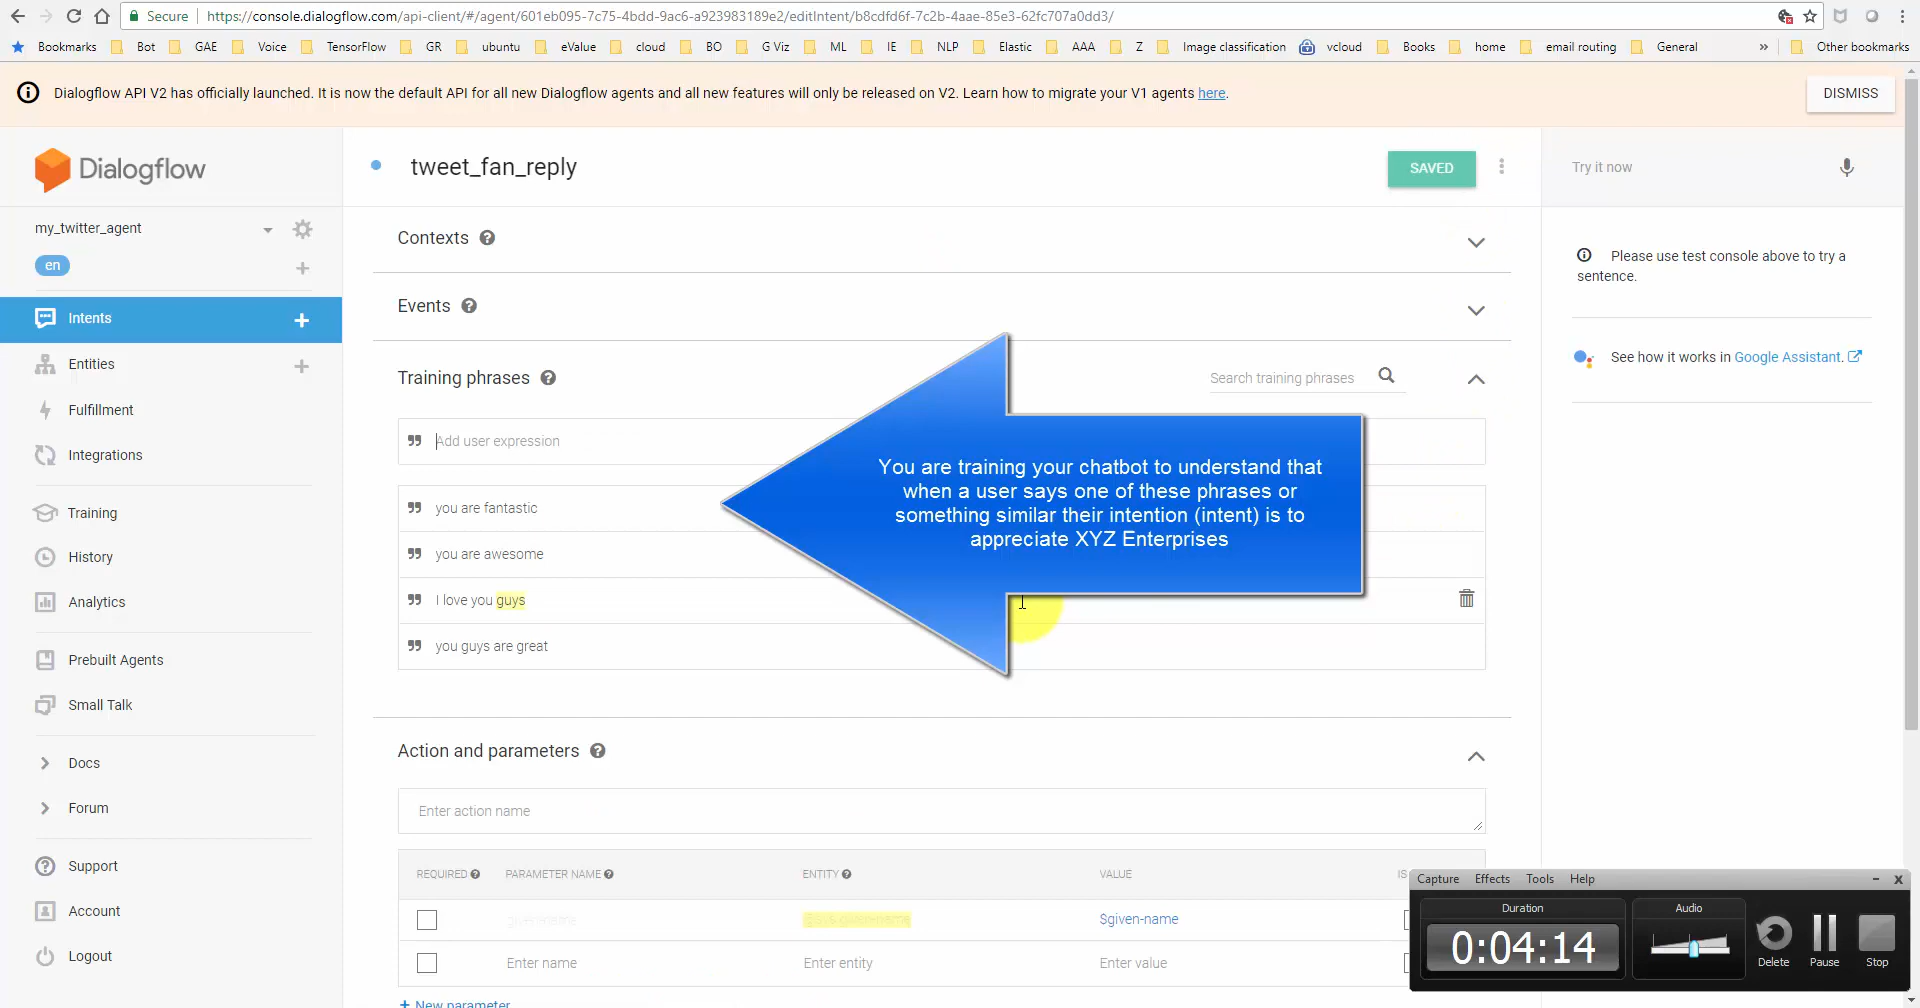 Secure
https://console.dialogflow.com/api-client/#/agent/601eb095-7c75-4bdd-9ac6-a923983189e2/editIntent/b8cdfd6f-7c2b-4aae-85e3-62fc707a0dd3/
Bookmarks Bot GAE Voice TensorFlow GR ubuntu eValue cloud BO G Viz ML IE NLP Elastic AAA Z Image classification vcloud Books home email routing General » Other bookmarks
Dialogflow API V2 has officially launched. It is now the default API for all new Dialogflow agents and all new features will only be released on V2. Learn how to migrate your V1 agents here.
DISMISS
Dialogflow
my_twitter_agent
en
Intents
Entities
Fulfillment
Integrations
Training
History
Analytics
Prebuilt Agents
Small Talk
Docs
Forum
Support
Account
Logout
tweet_fan_reply
SAVED
Contexts
Events
Training phrases
Search training phrases
Add user expression
you are fantastic
you are awesome
I love you guys
you guys are great
You are training your chatbot to understand that
when a user says one of these phrases or
something similar their intention (intent) is to
appreciate XYZ Enterprises
Action and parameters
Enter action name
REQUIRED PARAMETER NAME ENTITY VALUE IS
given-name @sys.given-name $given-name
Enter name Enter entity Enter value
+ New parameter
Try it now
Please use test console above to try a
sentence.
See how it works in Google Assistant.
Capture Effects Tools Help
Duration
0:04:14
Audio
Delete
Pause
Stop